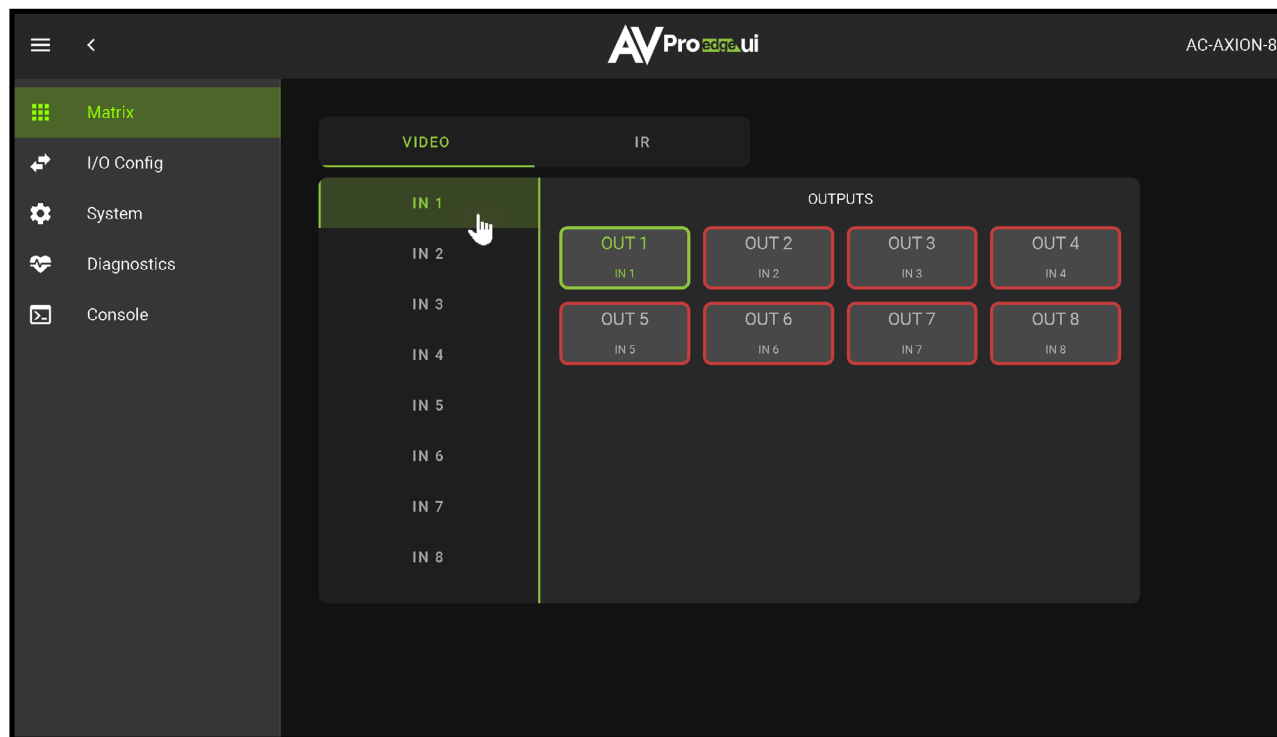 AVPro edge.ui
AC-AXION-8
Matrix
I/O Config
System
Diagnostics
Console
VIDEO IR
IN 1
IN 2
IN 3
IN 4
IN 5
IN 6
IN 7
IN 8
OUTPUTS
OUT 1 OUT 2 OUT 3 OUT 4
IN 1 IN 2 IN 3 IN 4
OUT 5 OUT 6 OUT 7 OUT 8
IN 5 IN 6 IN 7 IN 8